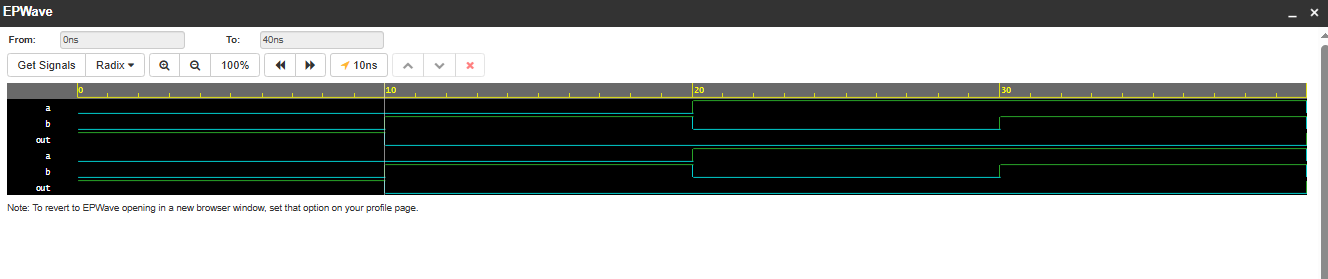 EPWave
From: 0ns To: 40ns
Get Signals Radix 100% 10ns
0 10 20 30
a
b
out
a
b
out
Note: To revert to EPWave opening in a new browser window, set that option on your profile page.